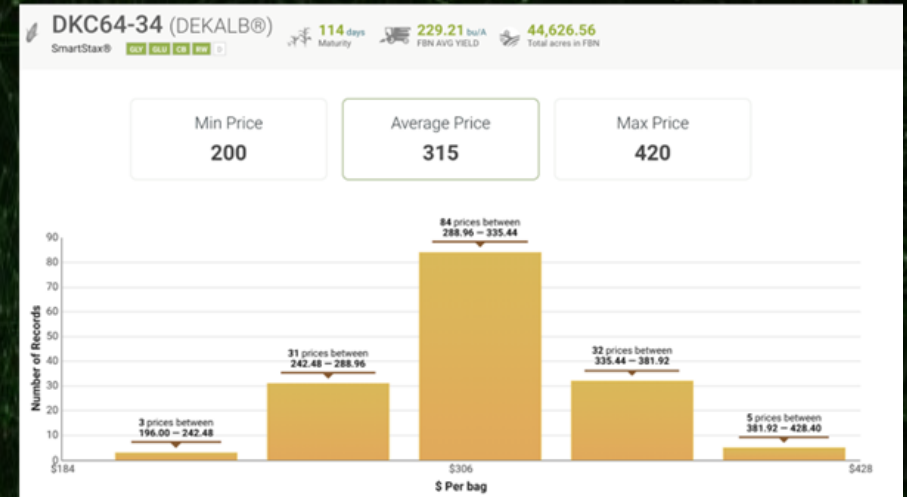 DKC64-34 (DEKALB®)
SmartStax®
GLY GLU CB RW D
114 days
Maturity
229.21 bu/A
FBN AVG YIELD
44,626.56
Total acres in FBN
Min Price
200
Average Price
315
Max Price
420
84 prices between
288.96 – 335.44
31 prices between
242.48 – 288.96
32 prices between
335.44 – 381.92
3 prices between
196.00 – 242.48
5 prices between
381.92 – 428.40
Number of Records
90
80
70
60
50
40
30
20
10
0
$184
$306
$428
$ Per bag